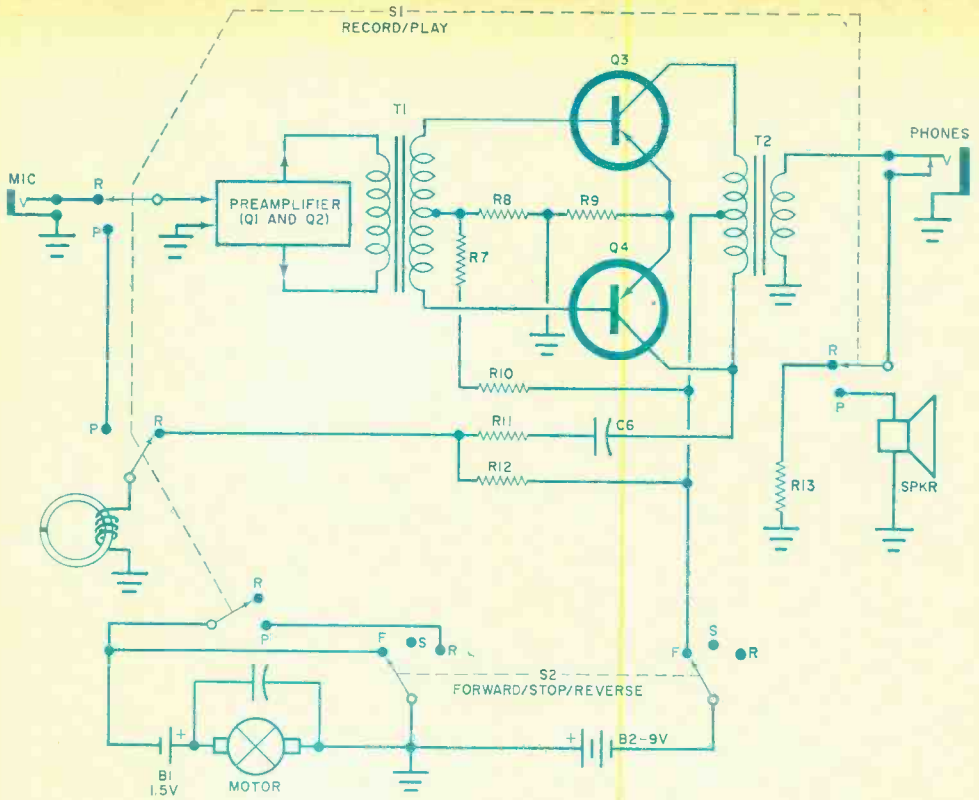 S1
RECORD/PLAY
Q3
T1
T2
PHONES
MIC
R
PREAMPLIFIER
(Q1 AND Q2)
R8
R9
P
R7
Q4
R
R10
P
P
R
R11
C6
R12
R13
SPKR
R
P
F
S
R
S
F
R
S2
FORWARD/STOP/REVERSE
+
+
B2-9V
B1
1.5V
MOTOR